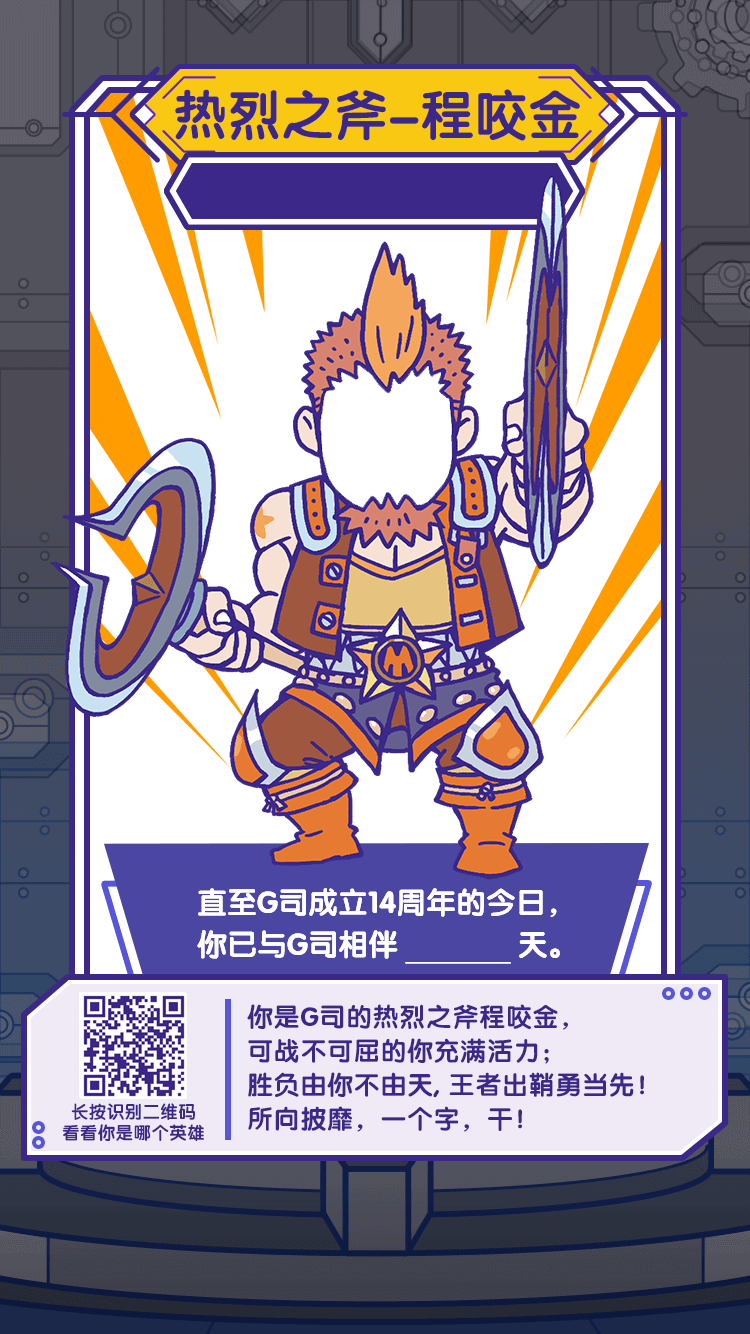 热烈之斧-程咬金
M
直至G司成立14周年的今日，
你已与G司相伴 ______ 天。
你是G司的热烈之斧程咬金，
可战不可屈的你充满活力；
胜负由你不由天, 王者出鞘勇当先！
所向披靡，一个字，干！
长按识别二维码
看看你是哪个英雄